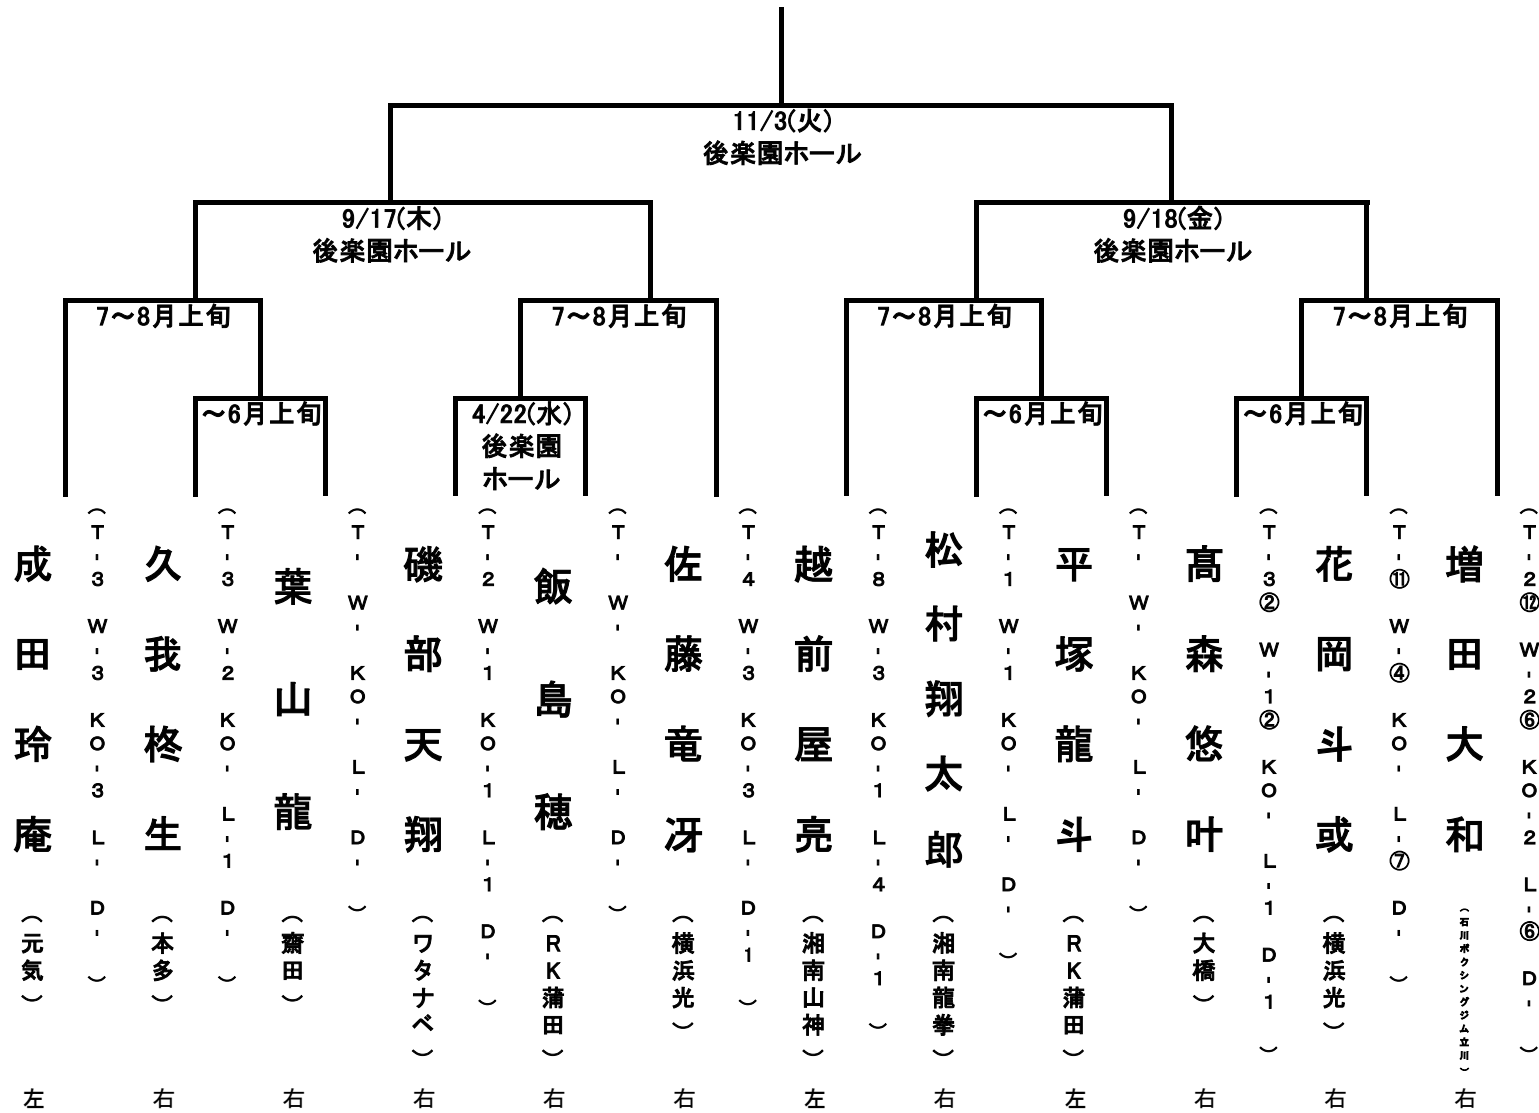 11/3(火)
後楽園ホール
9/17(木)
後楽園ホール
9/18(金)
後楽園ホール
7～8月上旬
7～8月上旬
7～8月上旬
7～8月上旬
～6月上旬
4/22(水)
後楽園
ホール
～6月上旬
～6月上旬
成田玲庵（元気）左
（T-3 W-3 KO-3 L- D- ）
久我柊生（本多）右
（T-3 W-2 KO- L-1 D- ）
葉山龍（齋田）右
（T- W- KO- L- D- ）
磯部天翔（ワタナベ）右
（T-2 W-1 KO-1 L-1 D- ）
飯島穂（RK蒲田）右
（T- W- KO- L- D- ）
佐藤竜冴（横浜光）右
（T-4 W-3 KO-3 L- D-1 ）
越前屋亮（湘南山神）左
（T-8 W-3 KO-1 L-4 D-1 ）
松村翔太郎（湘南龍拳）右
（T-1 W-1 KO- L- D- ）
平塚龍斗（RK蒲田）左
（T- W- KO- L- D- ）
髙森悠叶（大橋）右
（T-3② W-1② KO- L-1 D-1 ）
花岡斗或（横浜光）右
（T-⑪ W-④ KO- L-⑦ D- ）
増田大和（石川ボクシングジム立川）右
（T-2⑫ W-2⑥ KO-2 L-⑥ D- ）